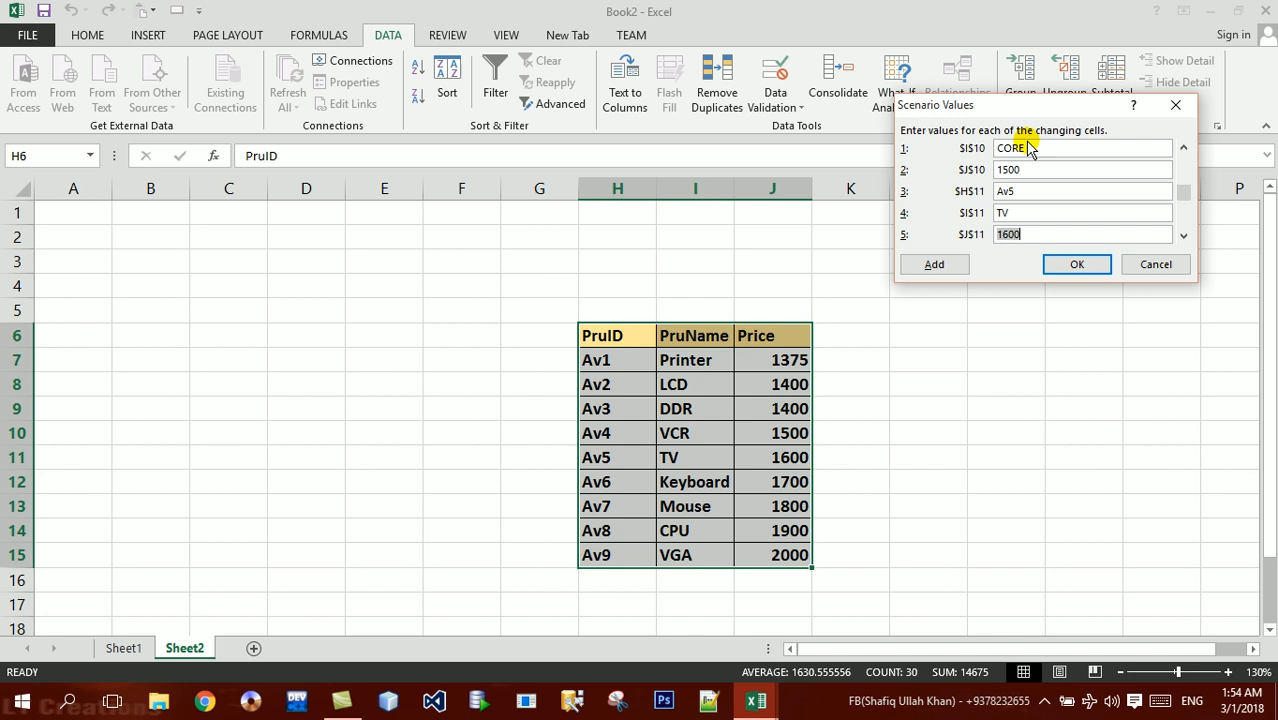 Book2 - Excel
FILE HOME INSERT PAGE LAYOUT FORMULAS DATA REVIEW VIEW New Tab TEAM Sign in
From Access
From Web
From Text
From Other Sources
Existing Connections
Get External Data
Refresh All
Connections
Properties
Edit Links
Connections
Sort
Filter
Clear
Reapply
Advanced
Sort & Filter
Text to Columns
Flash Fill
Remove Duplicates
Data Validation
Consolidate
What-If
Relationships
Data Tools
Group
Ungroup
Subtotal
Show Detail
Hide Detail
Scenario Values
Enter values for each of the changing cells.
1: $I$10 CORE
2: $J$10 1500
3: $H$11 Av5
4: $I$11 TV
5: $J$11 1600
Add OK Cancel
H6 fx PruID
A B C D E F G H I J K P
1
2
3
4
5
6 PruID PruName Price
7 Av1 Printer 1375
8 Av2 LCD 1400
9 Av3 DDR 1400
10 Av4 VCR 1500
11 Av5 TV 1600
12 Av6 Keyboard 1700
13 Av7 Mouse 1800
14 Av8 CPU 1900
15 Av9 VGA 2000
16
17
18
Sheet1 Sheet2
READY AVERAGE: 1630.555556 COUNT: 30 SUM: 14675 130%
DEV Ps FB(Shafiq Ullah Khan) - +9378232655 ENG 1:54 AM
3/1/2018